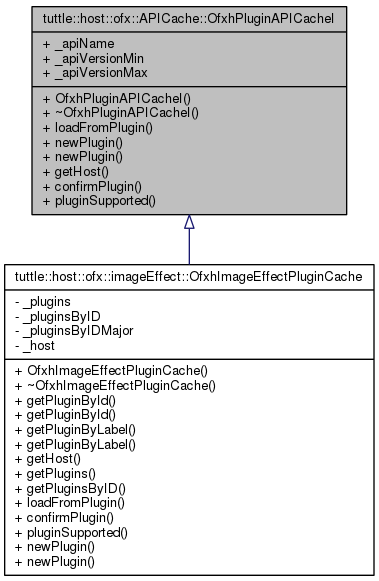 tuttle::host::ofx::APICache::OfxhPluginAPICacheI
+ _apiName
+ _apiVersionMin
+ _apiVersionMax
+ OfxhPluginAPICacheI()
+ ~OfxhPluginAPICacheI()
+ loadFromPlugin()
+ newPlugin()
+ newPlugin()
+ getHost()
+ confirmPlugin()
+ pluginSupported()
tuttle::host::ofx::imageEffect::OfxhImageEffectPluginCache
- _plugins
- _pluginsByID
- _pluginsByIDMajor
- _host
+ OfxhImageEffectPluginCache()
+ ~OfxhImageEffectPluginCache()
+ getPluginById()
+ getPluginById()
+ getPluginByLabel()
+ getPluginByLabel()
+ getHost()
+ getPlugins()
+ getPluginsByID()
+ loadFromPlugin()
+ confirmPlugin()
+ pluginSupported()
+ newPlugin()
+ newPlugin()